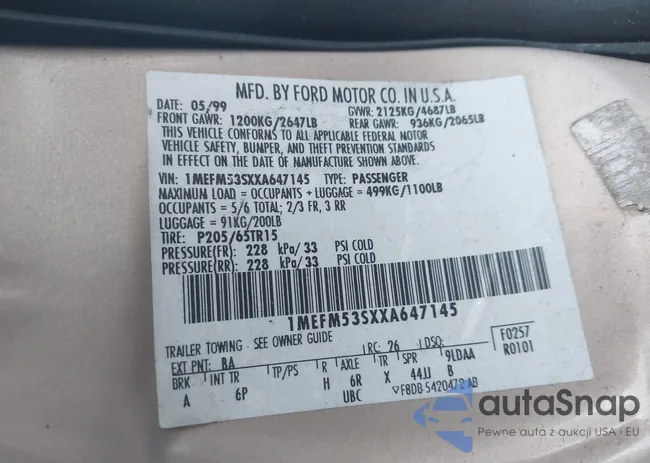 MFD. BY FORD MOTOR CO. IN U.S.A.
DATE: 05/99 GVWR: 2125KG/4687LB
FRONT GAWR: 1200KG/2647LB REAR GAWR: 936KG/2065LB
THIS VEHICLE CONFORMS TO ALL APPLICABLE FEDERAL MOTOR
VEHICLE SAFETY, BUMPER, AND THEFT PREVENTION STANDARDS
IN EFFECT ON THE DATE OF MANUFACTURE SHOWN ABOVE.
VIN: 1MEFM53SXXA647145 TYPE: PASSENGER
MAXIMUM LOAD = OCCUPANTS + LUGGAGE = 499KG/1100LB
OCCUPANTS = 5/6 TOTAL; 2/3 FR, 3 RR
LUGGAGE = 91KG/200LB
TIRE: P205/65TR15
PRESSURE(FR): 228 kPa/33 PSI COLD
PRESSURE(RR): 228 kPa/33 PSI COLD
1MEFM53SXXA647145
TRAILER TOWING - SEE OWNER GUIDE
EXT PNT: BA RC: 26 DSO: F0257
BRK INT TR TP/PS R AXLE TR SPR 9LDAA R0101
A 6P H 6R X 44JJ B
UBC F8DB-5420472-AB
autoSnap
Pewne auta z aukcji USA i EU